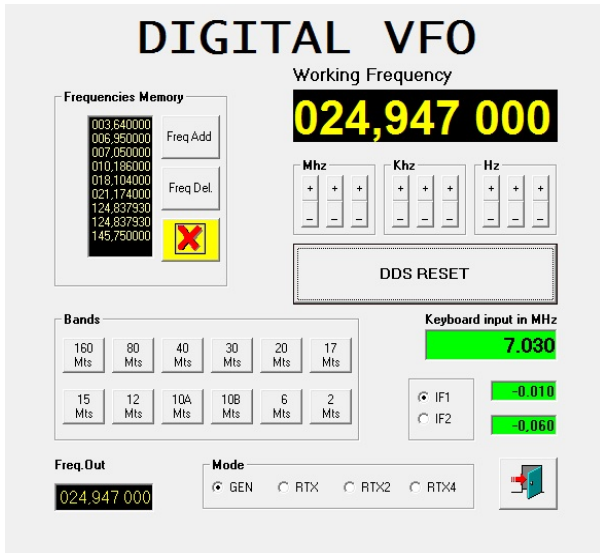 DIGITAL VFO
Working Frequency
024,947 000
Frequencies Memory
003,640000
006,950000
007,050000
010,186000
018,104000
021,174000
124,837930
124,837930
145,750000
Freq Add
Freq Del.
Mhz
+ +  +
– –  –
Khz
+ + +
– – –
Hz
+ + +
– – –
DDS RESET
Bands
160 Mts
80 Mts
40 Mts
30 Mts
20 Mts
17 Mts
15 Mts
12 Mts
10A Mts
10B Mts
6 Mts
2 Mts
Keyboard input in MHz
7.030
IF1
-0.010
IF2
-0,060
Freq.Out
024,947 000
Mode
GEN
RTX
RTX2
RTX4